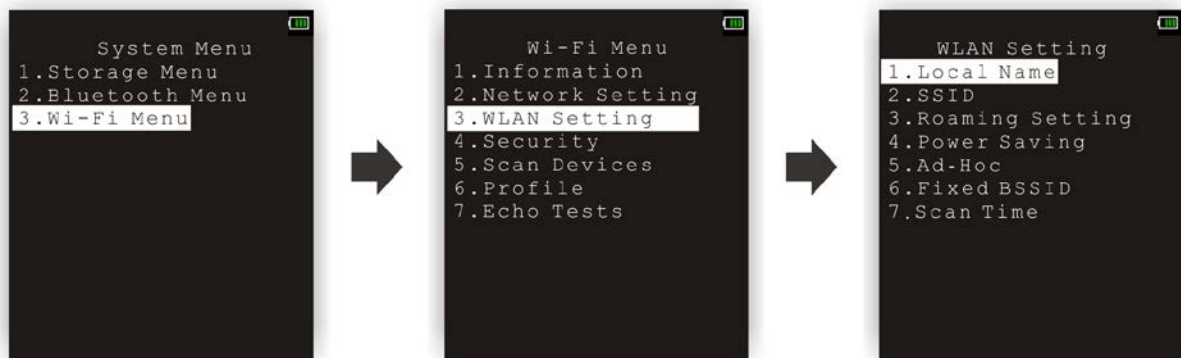 System Menu
1.Storage Menu
2.Bluetooth Menu
3.Wi-Fi Menu
Wi-Fi Menu
1.Information
2.Network Setting
3.WLAN Setting
4.Security
5.Scan Devices
6.Profile
7.Echo Tests
WLAN Setting
1.Local Name
2.SSID
3.Roaming Setting
4.Power Saving
5.Ad-Hoc
6.Fixed BSSID
7.Scan Time